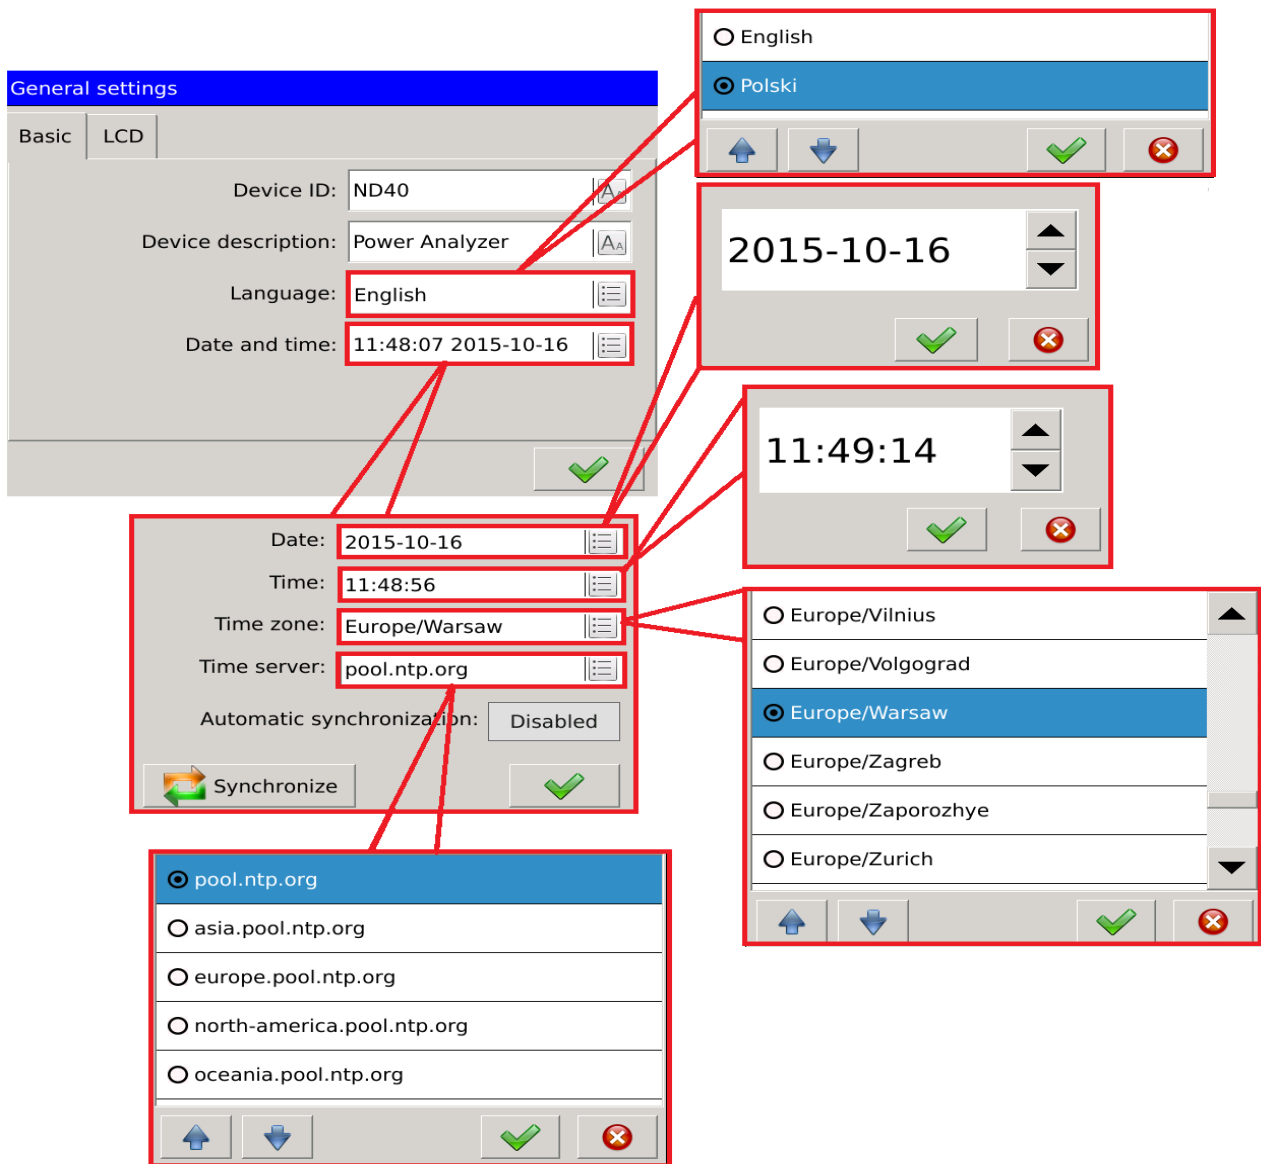 General settings
Basic
LCD
Device ID: ND40
Device description: Power Analyzer
Language: English
Date and time: 11:48:07 2015-10-16
English
Polski
2015-10-16
11:49:14
Date: 2015-10-16
Time: 11:48:56
Time zone: Europe/Warsaw
Time server: pool.ntp.org
Automatic synchronization: Disabled
Synchronize
Europe/Vilnius
Europe/Volgograd
Europe/Warsaw
Europe/Zagreb
Europe/Zaporozhye
Europe/Zurich
pool.ntp.org
asia.pool.ntp.org
europe.pool.ntp.org
north-america.pool.ntp.org
oceania.pool.ntp.org